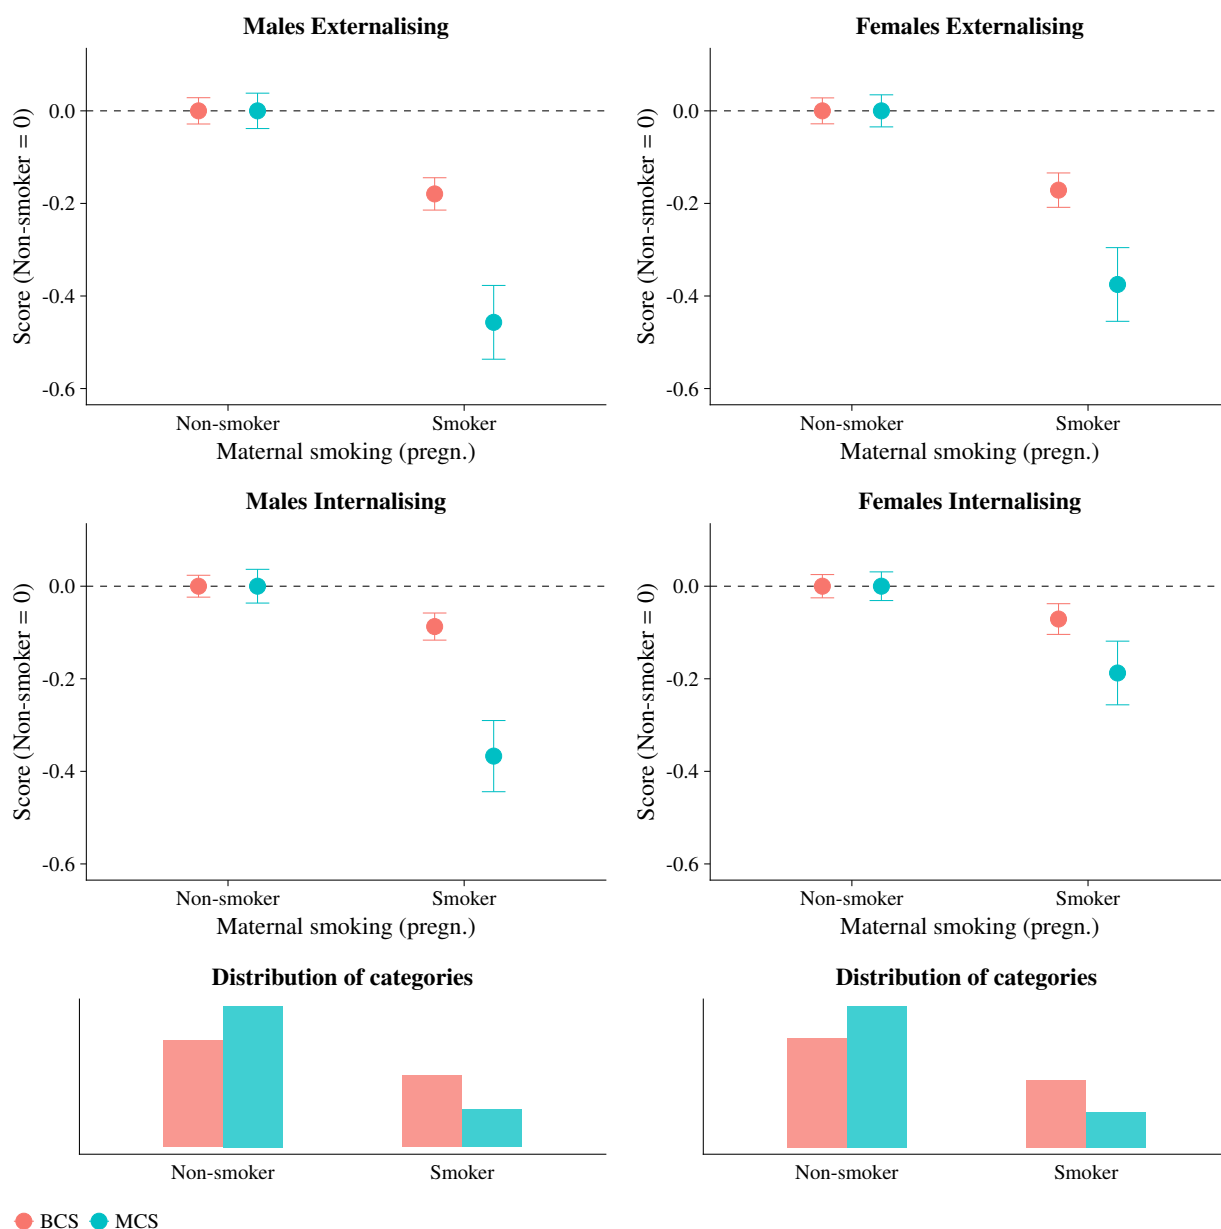 Males Externalising
Score (Non-smoker = 0)
0.0
-0.2
-0.4
-0.6
Non-smoker Smoker
Maternal smoking (pregn.)
Females Externalising
Score (Non-smoker = 0)
0.0
-0.2
-0.4
-0.6
Non-smoker Smoker
Maternal smoking (pregn.)
Males Internalising
Score (Non-smoker = 0)
0.0
-0.2
-0.4
-0.6
Non-smoker Smoker
Maternal smoking (pregn.)
Females Internalising
Score (Non-smoker = 0)
0.0
-0.2
-0.4
-0.6
Non-smoker Smoker
Maternal smoking (pregn.)
Distribution of categories
Non-smoker Smoker
Distribution of categories
Non-smoker Smoker
BCS MCS